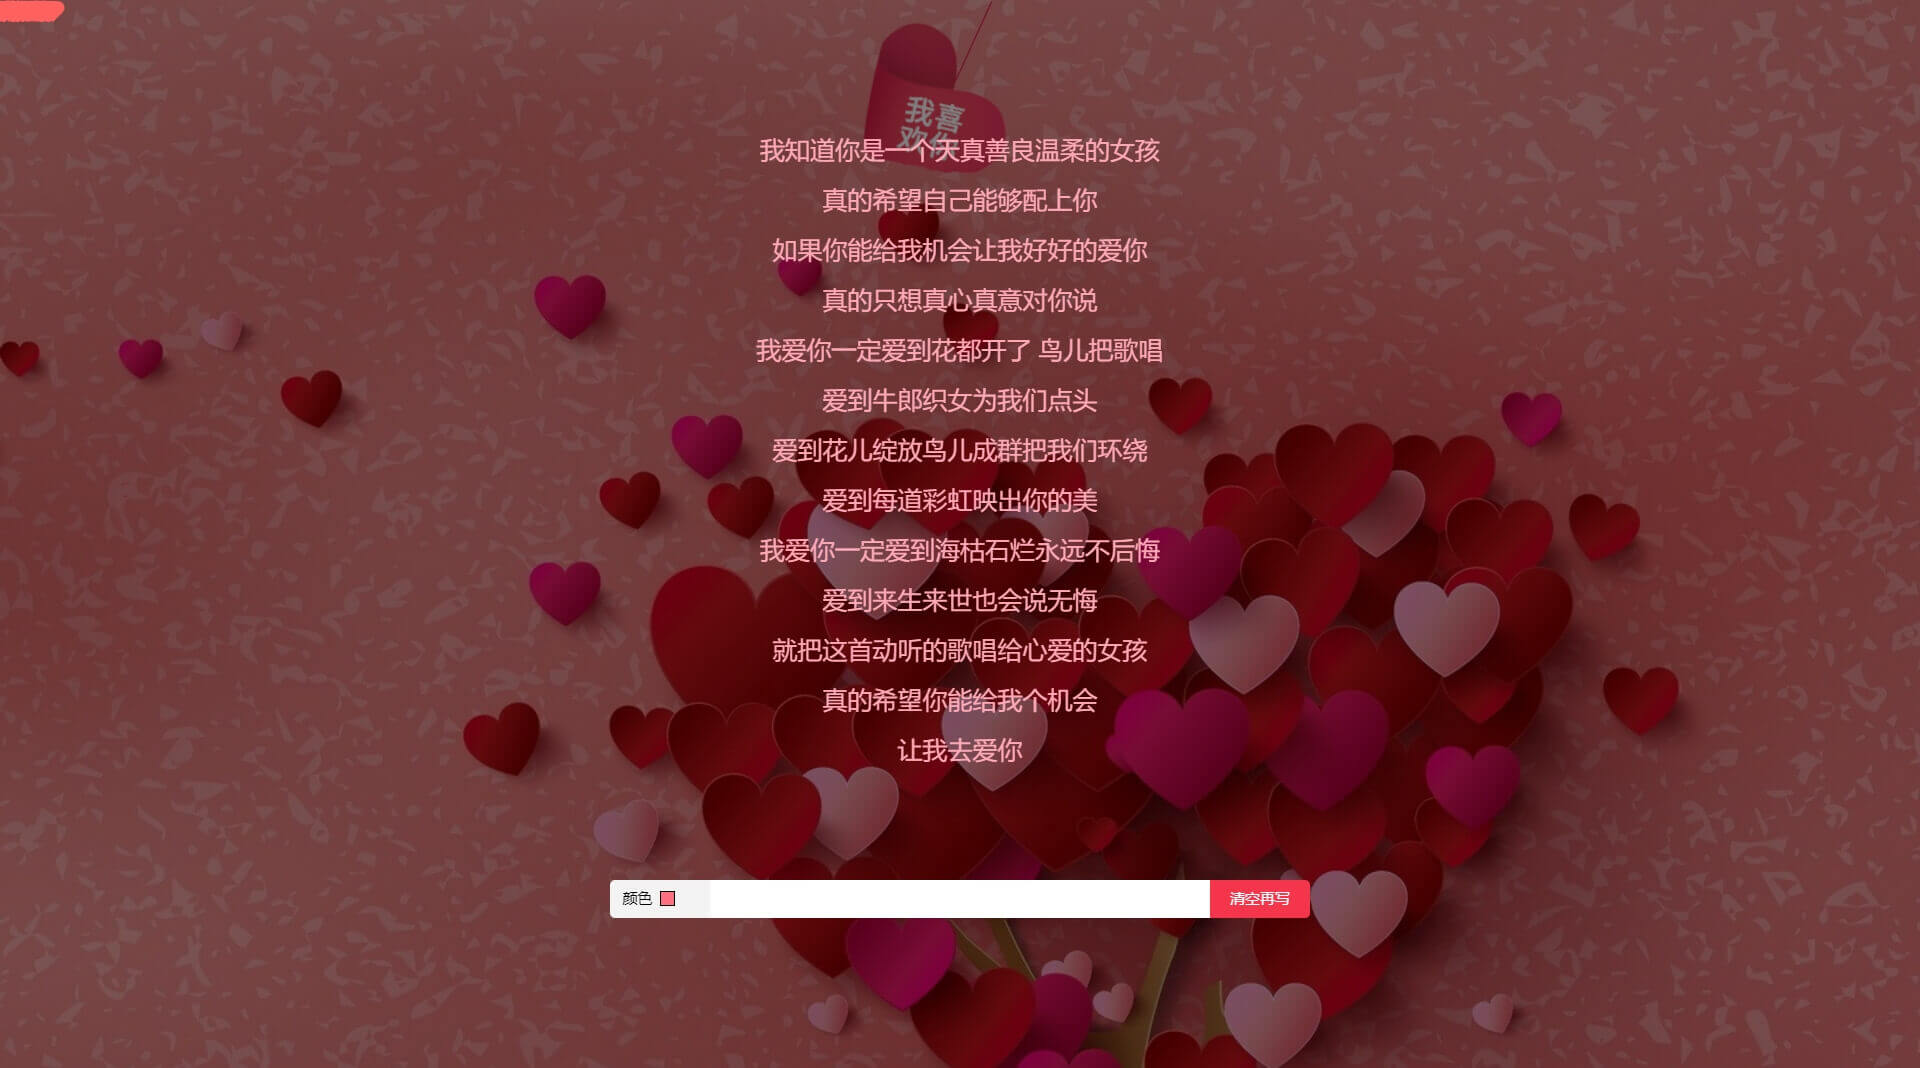 我喜
欢你
我知道你是一个天真善良温柔的女孩
真的希望自己能够配上你
如果你能给我机会让我好好的爱你
真的只想真心真意对你说
我爱你一定爱到花都开了 鸟儿把歌唱
爱到牛郎织女为我们点头
爱到花儿绽放鸟儿成群把我们环绕
爱到每道彩虹映出你的美
我爱你一定爱到海枯石烂永远不后悔
爱到来生来世也会说无悔
就把这首动听的歌唱给心爱的女孩
真的希望你能给我个机会
让我去爱你
颜色 清空再写